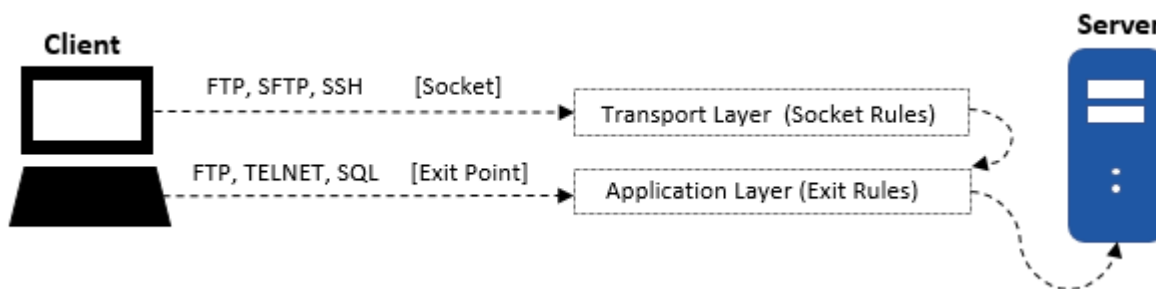 Client
Server
FTP, SFTP, SSH [Socket]
Transport Layer (Socket Rules)
FTP, TELNET, SQL [Exit Point]
Application Layer (Exit Rules)